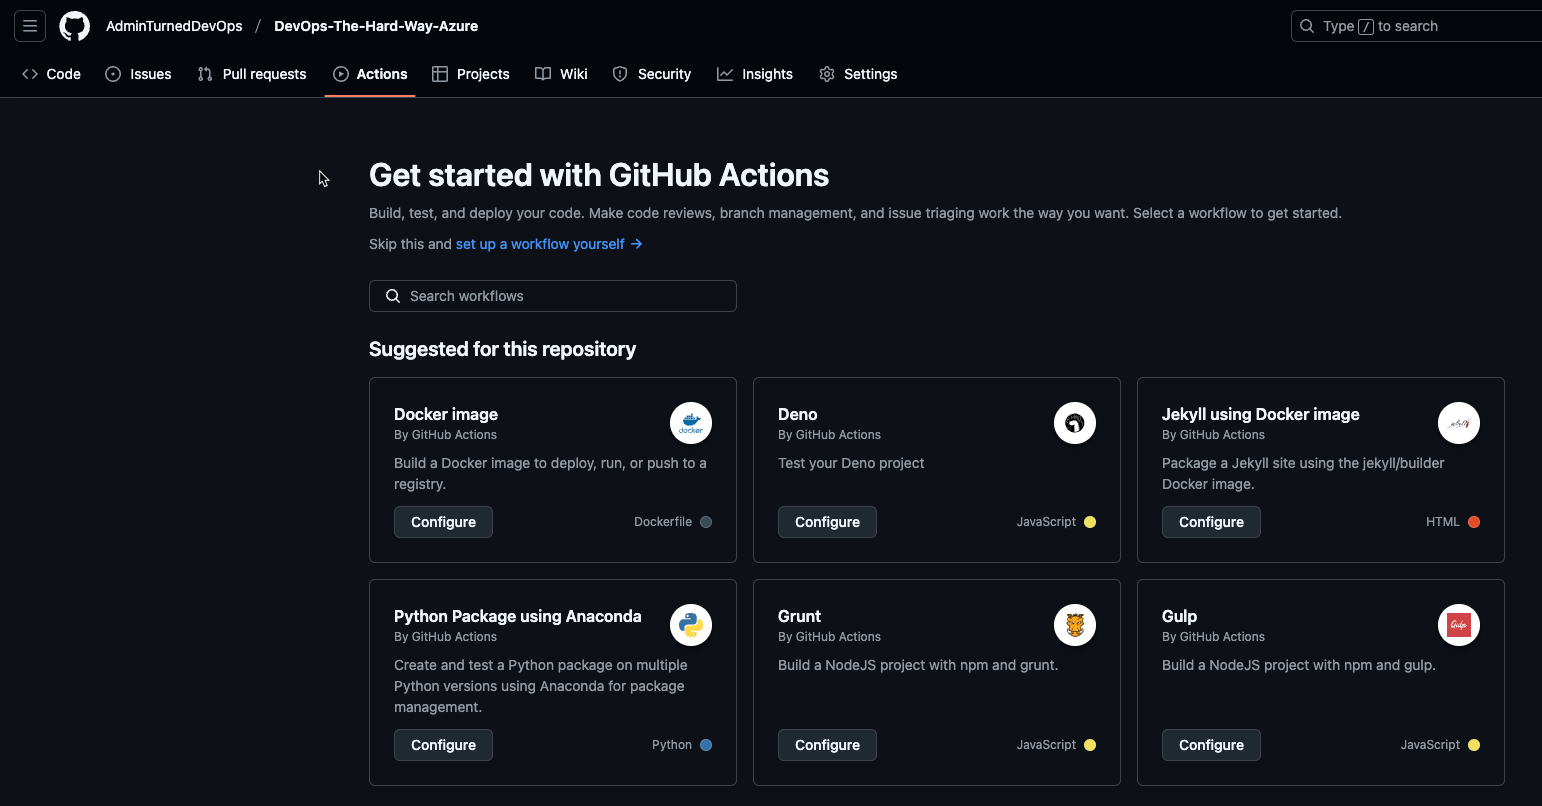 AdminTurnedDevOps / DevOps-The-Hard-Way-Azure
Type / to search
Code
Issues
Pull requests
Actions
Projects
Wiki
Security
Insights
Settings
Get started with GitHub Actions
Build, test, and deploy your code. Make code reviews, branch management, and issue triaging work the way you want. Select a workflow to get started.
Skip this and set up a workflow yourself →
Search workflows
Suggested for this repository
Docker image
By GitHub Actions
docker
Build a Docker image to deploy, run, or push to a
registry.
Configure
Dockerfile
Deno
By GitHub Actions
Test your Deno project
Configure
JavaScript
Jekyll using Docker image
By GitHub Actions
jekyll
Package a Jekyll site using the jekyll/builder
Docker image.
Configure
HTML
Python Package using Anaconda
By GitHub Actions
Create and test a Python package on multiple
Python versions using Anaconda for package
management.
Configure
Python
Grunt
By GitHub Actions
Build a NodeJS project with npm and grunt.
Configure
JavaScript
Gulp
By GitHub Actions
Gulp
Build a NodeJS project with npm and gulp.
Configure
JavaScript